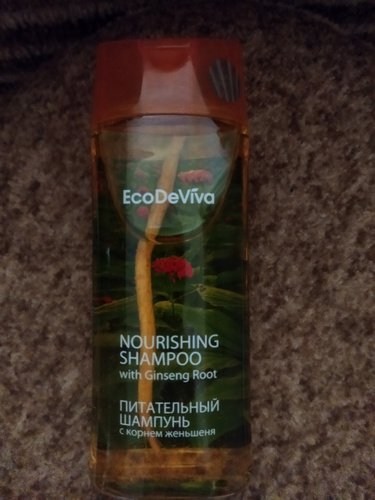 EcoDeViva
NOURISHING
SHAMPOO
with Ginseng Root
ПИТАТЕЛЬНЫЙ
ШАМПУНЬ
с корнем женьшеня